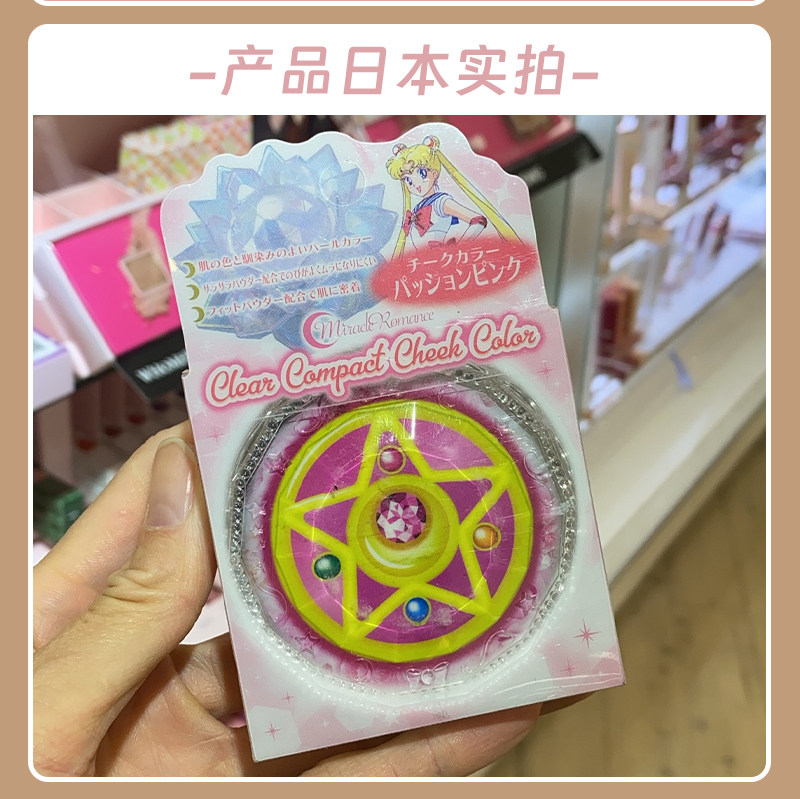 -产品日本实拍-
肌の色と馴染みのよいパールカラー
サラサラパウダー配合でのびがよくムラになりにくい
フィットパウダー配合で肌に密着
チークカラー
パッションピンク
Miracle Romance
Clear Compact Cheek Color